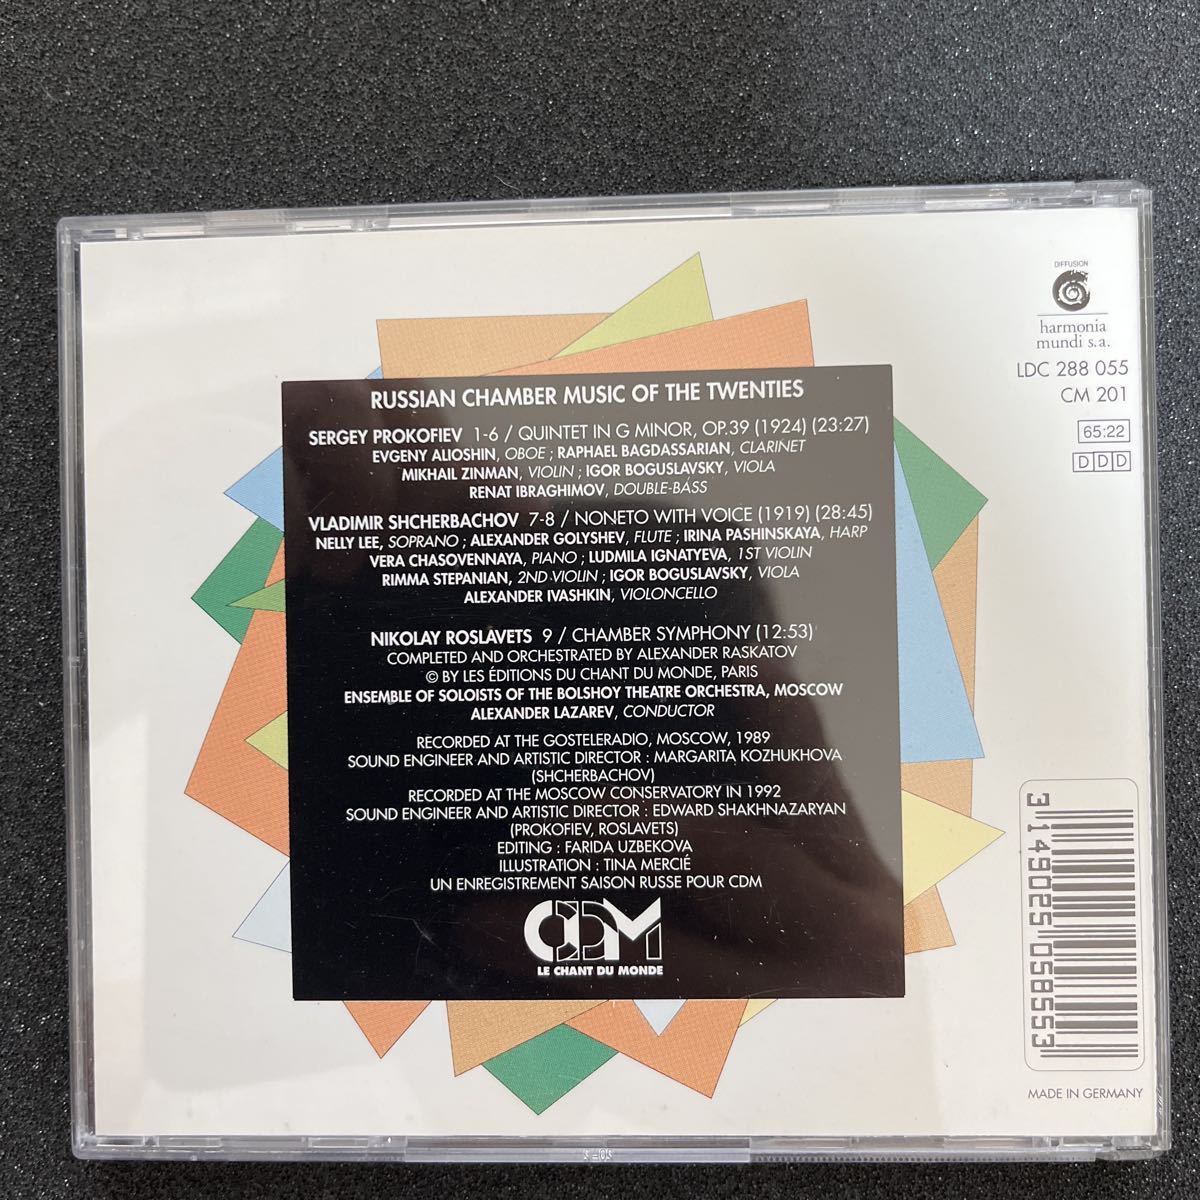 DIFFUSION
harmonia
mundi s.a.
LDC 288 055
CM 201
65:22
DDD
RUSSIAN CHAMBER MUSIC OF THE TWENTIES
SERGEY PROKOFIEV 1-6 / QUINTET IN G MINOR, OP.39 (1924) (23:27)
EVGENY ALIOSHIN, OBOE ; RAPHAEL BAGDASSARIAN, CLARINET
MIKHAIL ZINMAN, VIOLIN ; IGOR BOGUSLAVSKY, VIOLA
RENAT IBRAGHIMOV, DOUBLE-BASS
VLADIMIR SHCHERBACHOV 7-8 / NONETO WITH VOICE (1919) (28:45)
NELLY LEE, SOPRANO ; ALEXANDER GOLYSHEV, FLUTE ; IRINA PASHINSKAYA, HARP
VERA CHASOVENNAYA, PIANO ; LUDMILA IGNATYEVA, 1ST VIOLIN
RIMMA STEPANIAN, 2ND VIOLIN ; IGOR BOGUSLAVSKY, VIOLA
ALEXANDER IVASHKIN, VIOLONCELLO
NIKOLAY ROSLAVETS 9 / CHAMBER SYMPHONY (12:53)
COMPLETED AND ORCHESTRATED BY ALEXANDER RASKATOV
© BY LES ÉDITIONS DU CHANT DU MONDE, PARIS
ENSEMBLE OF SOLOISTS OF THE BOLSHOY THEATRE ORCHESTRA, MOSCOW
ALEXANDER LAZAREV, CONDUCTOR
RECORDED AT THE GOSTELERADIO, MOSCOW, 1989
SOUND ENGINEER AND ARTISTIC DIRECTOR : MARGARITA KOZHUKHOVA
(SHCHERBACHOV)
RECORDED AT THE MOSCOW CONSERVATORY IN 1992
SOUND ENGINEER AND ARTISTIC DIRECTOR : EDWARD SHAKHNAZARYAN
(PROKOFIEV, ROSLAVETS)
EDITING : FARIDA UZBEKOVA
ILLUSTRATION : TINA MERCIÉ
UN ENREGISTREMENT SAISON RUSSE POUR CDM
CDM
LE CHANT DU MONDE
3 149025 058553
MADE IN GERMANY